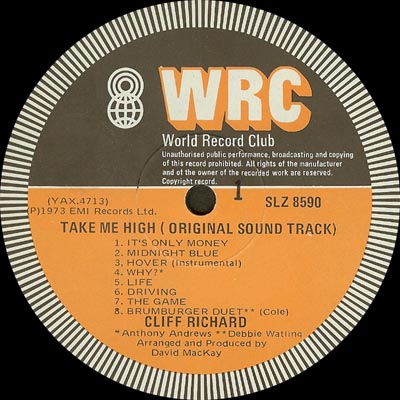 WRC
World Record Club
Unauthorised public performance, broadcasting and copying
of this record prohibited. All rights of the manufacturer
and of the owner of the recorded work are reserved.
Copyright record.
1
(YAX.4713)
SLZ 8590
(P)1973 EMI Records Ltd.
TAKE ME HIGH ( ORIGINAL SOUND TRACK)
1. IT'S ONLY MONEY
2. MIDNIGHT BLUE
3. HOVER (instrumental)
4. WHY?*
5. LIFE
6. DRIVING
7. THE GAME
8. BRUMBURGER DUET** (Cole)
CLIFF RICHARD
*Anthony Andrews **Debbie Watling
Arranged and Produced by
David MacKay